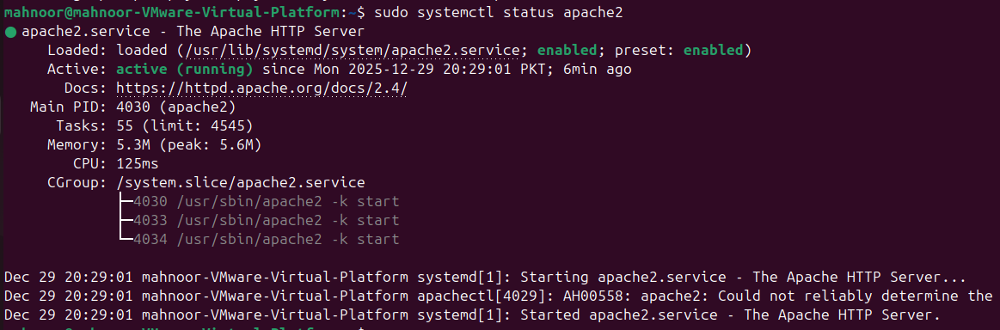 mahnoor@mahnoor-VMware-Virtual-Platform:~$ sudo systemctl status apache2
● apache2.service - The Apache HTTP Server
     Loaded: loaded (/usr/lib/systemd/system/apache2.service; enabled; preset: enabled)
     Active: active (running) since Mon 2025-12-29 20:29:01 PKT; 6min ago
       Docs: https://httpd.apache.org/docs/2.4/
   Main PID: 4030 (apache2)
      Tasks: 55 (limit: 4545)
     Memory: 5.3M (peak: 5.6M)
        CPU: 125ms
     CGroup: /system.slice/apache2.service
             ├─4030 /usr/sbin/apache2 -k start
             ├─4033 /usr/sbin/apache2 -k start
             └─4034 /usr/sbin/apache2 -k start

Dec 29 20:29:01 mahnoor-VMware-Virtual-Platform systemd[1]: Starting apache2.service - The Apache HTTP Server...
Dec 29 20:29:01 mahnoor-VMware-Virtual-Platform apachectl[4029]: AH00558: apache2: Could not reliably determine the
Dec 29 20:29:01 mahnoor-VMware-Virtual-Platform systemd[1]: Started apache2.service - The Apache HTTP Server.